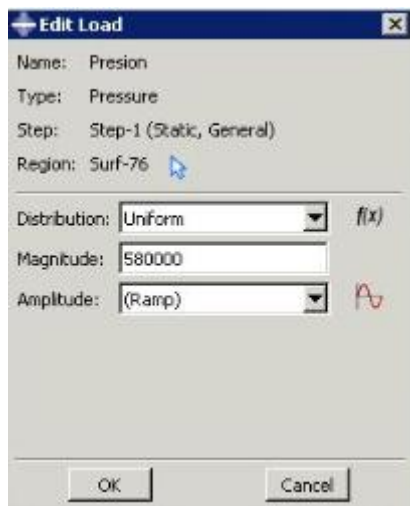 Edit Load
Name: Presion
Type: Pressure
Step: Step-1 (Static, General)
Region: Surf-76
Distribution: Uniform f(x)
Magnitude: 580000
Amplitude: (Ramp)
OK Cancel